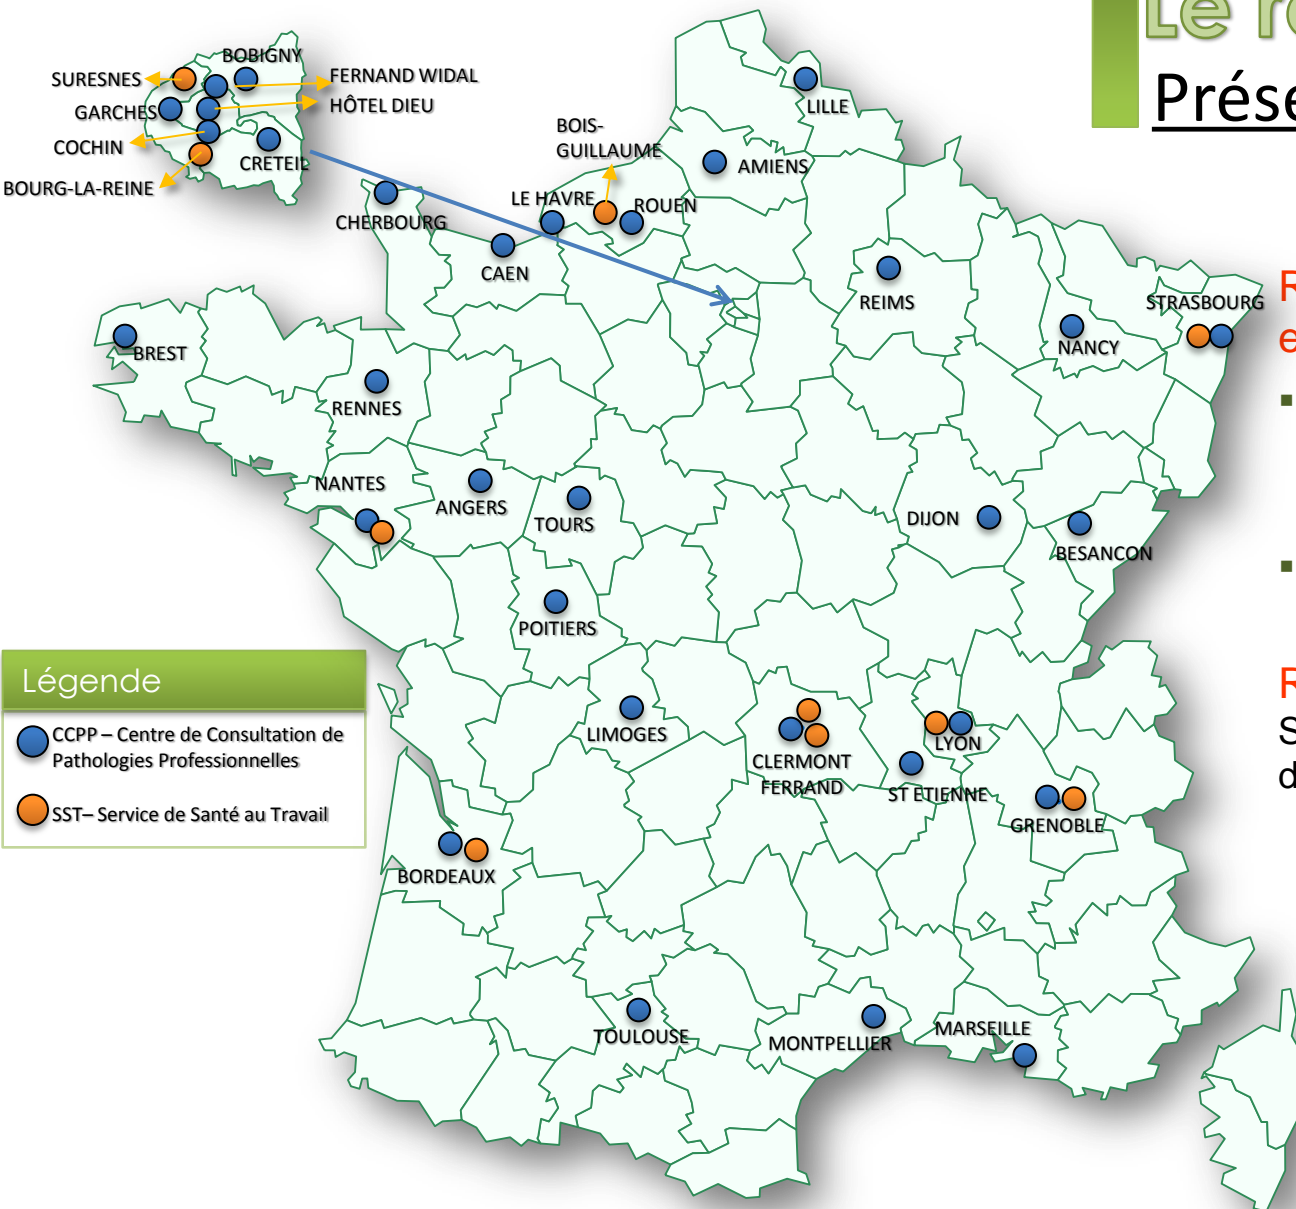 Le r
Prése
BOBIGNY
SURESNES
FERNAND WIDAL
GARCHES
HÔTEL DIEU
COCHIN
CRETEIL
BOURG-LA-REINE
LILLE
BOIS-
GUILLAUME
AMIENS
LE HAVRE
ROUEN
CHERBOURG
CAEN
REIMS
STRASBOURG
R
e
NANCY
BREST
RENNES
NANTES
ANGERS
TOURS
DIJON
BESANCON
POITIERS
Légende
CCPP – Centre de Consultation de
Pathologies Professionnelles
SST– Service de Santé au Travail
R
S
d
LIMOGES
CLERMONT
FERRAND
LYON
ST ETIENNE
GRENOBLE
BORDEAUX
TOULOUSE
MONTPELLIER
MARSEILLE